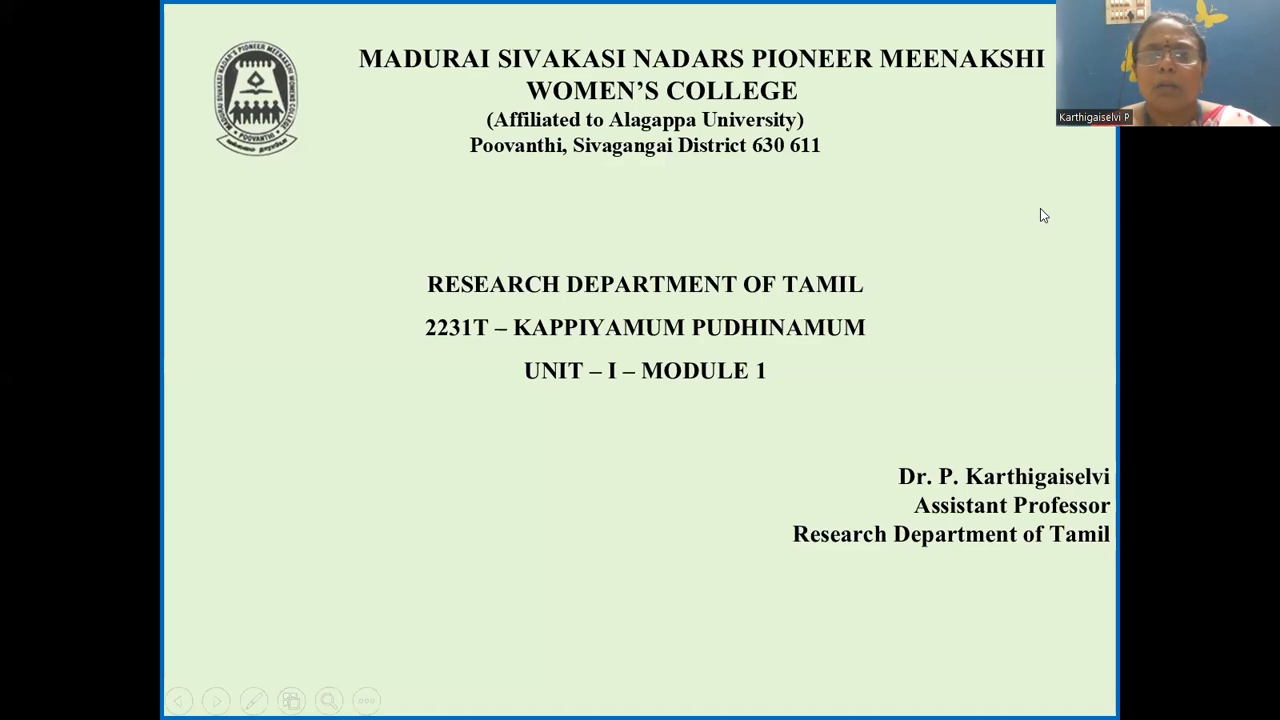 MADURAI SIVAKASI NADARS PIONEER MEENAKSHI
WOMEN'S COLLEGE
(Affiliated to Alagappa University)
Poovanthi, Sivagangai District 630 611
Karthigaiselvi P
RESEARCH DEPARTMENT OF TAMIL
2231T – KAPPIYAMUM PUDHINAMUM
UNIT – I – MODULE 1
Dr. P. Karthigaiselvi
Assistant Professor
Research Department of Tamil